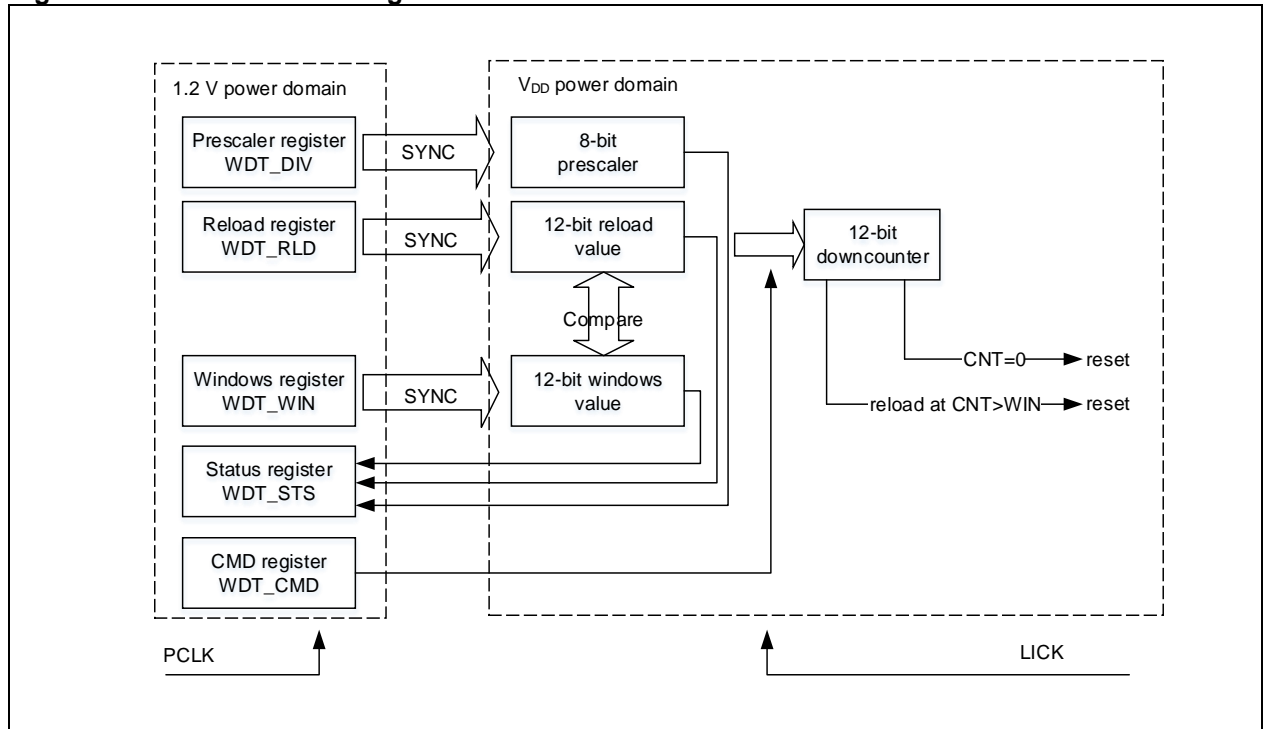 1.2 V power domain
Prescaler register
WDT_DIV
Reload register
WDT_RLD
Windows register
WDT_WIN
Status register
WDT_STS
CMD register
WDT_CMD
SYNC
SYNC
SYNC
VDD power domain
8-bit
prescaler
12-bit reload
value
Compare
12-bit windows
value
12-bit
downcounter
CNT=0
reset
reload at CNT>WIN
reset
PCLK
LICK